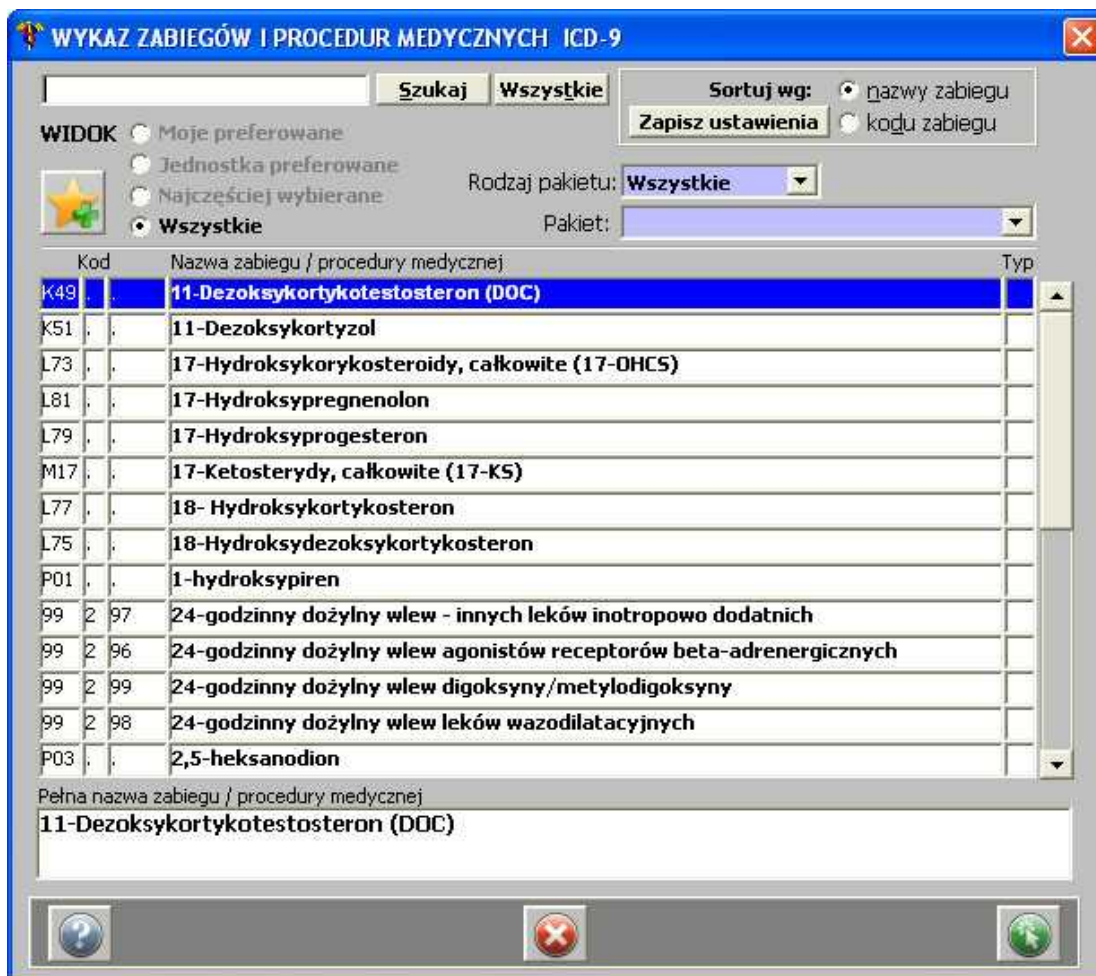 WYKAZ ZABIEGÓW I PROCEDUR MEDYCZNYCH ICD-9
Szukaj Wszystkie Sortuj wg: nazwy zabiegu
Zapisz ustawienia kodu zabiegu
WIDOK Moje preferowane
Jednostka preferowane
Najczęściej wybierane
Wszystkie
Rodzaj pakietu: Wszystkie
Pakiet:
Kod Nazwa zabiegu / procedury medycznej Typ
K49 . . 11-Dezoksykortykotestosteron (DOC)
K51 . . 11-Dezoksykortyzol
L73 . . 17-Hydroksykorykosteroidy, całkowite (17-OHCS)
L81 . . 17-Hydroksypregnenolon
L79 . . 17-Hydroksyprogesteron
M17 . . 17-Ketosterydy, całkowite (17-KS)
L77 . . 18- Hydroksykortykosteron
L75 . . 18-Hydroksydezoksykortykosteron
P01 . . 1-hydroksypiren
99 2 97 24-godzinny dożylny wlew - innych leków inotropowo dodatnich
99 2 96 24-godzinny dożylny wlew agonistów receptorów beta-adrenergicznych
99 2 99 24-godzinny dożylny wlew digoksyny/metylodigoksyny
99 2 98 24-godzinny dożylny wlew leków wazodilatacyjnych
P03 . . 2,5-heksanodion
Pełna nazwa zabiegu / procedury medycznej
11-Dezoksykortykotestosteron (DOC)